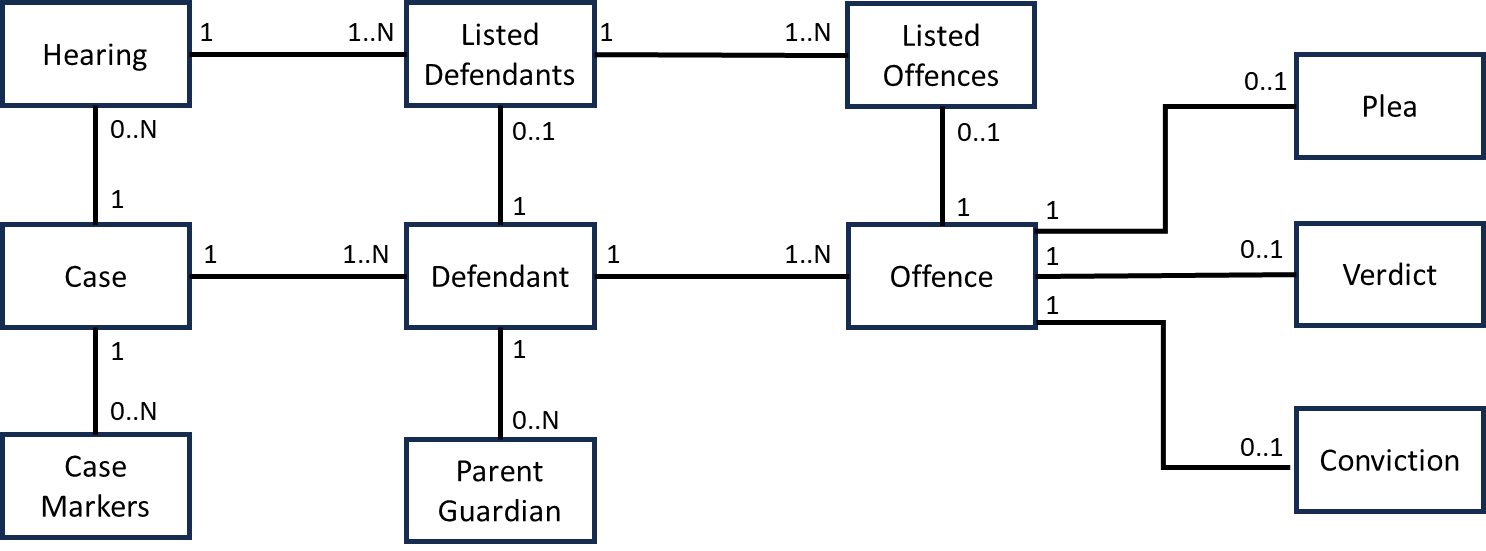 Hearing
1
1..N
Listed
Defendants
1
1..N
Listed
Offences
0..1
Plea
0..N
0..1
0..1
1
1
1
1
Case
1
1..N
Defendant
1
1..N
Offence
1
0..1
Verdict
1
1
1
0..N
0..N
0..1
Case
Markers
Parent
Guardian
Conviction